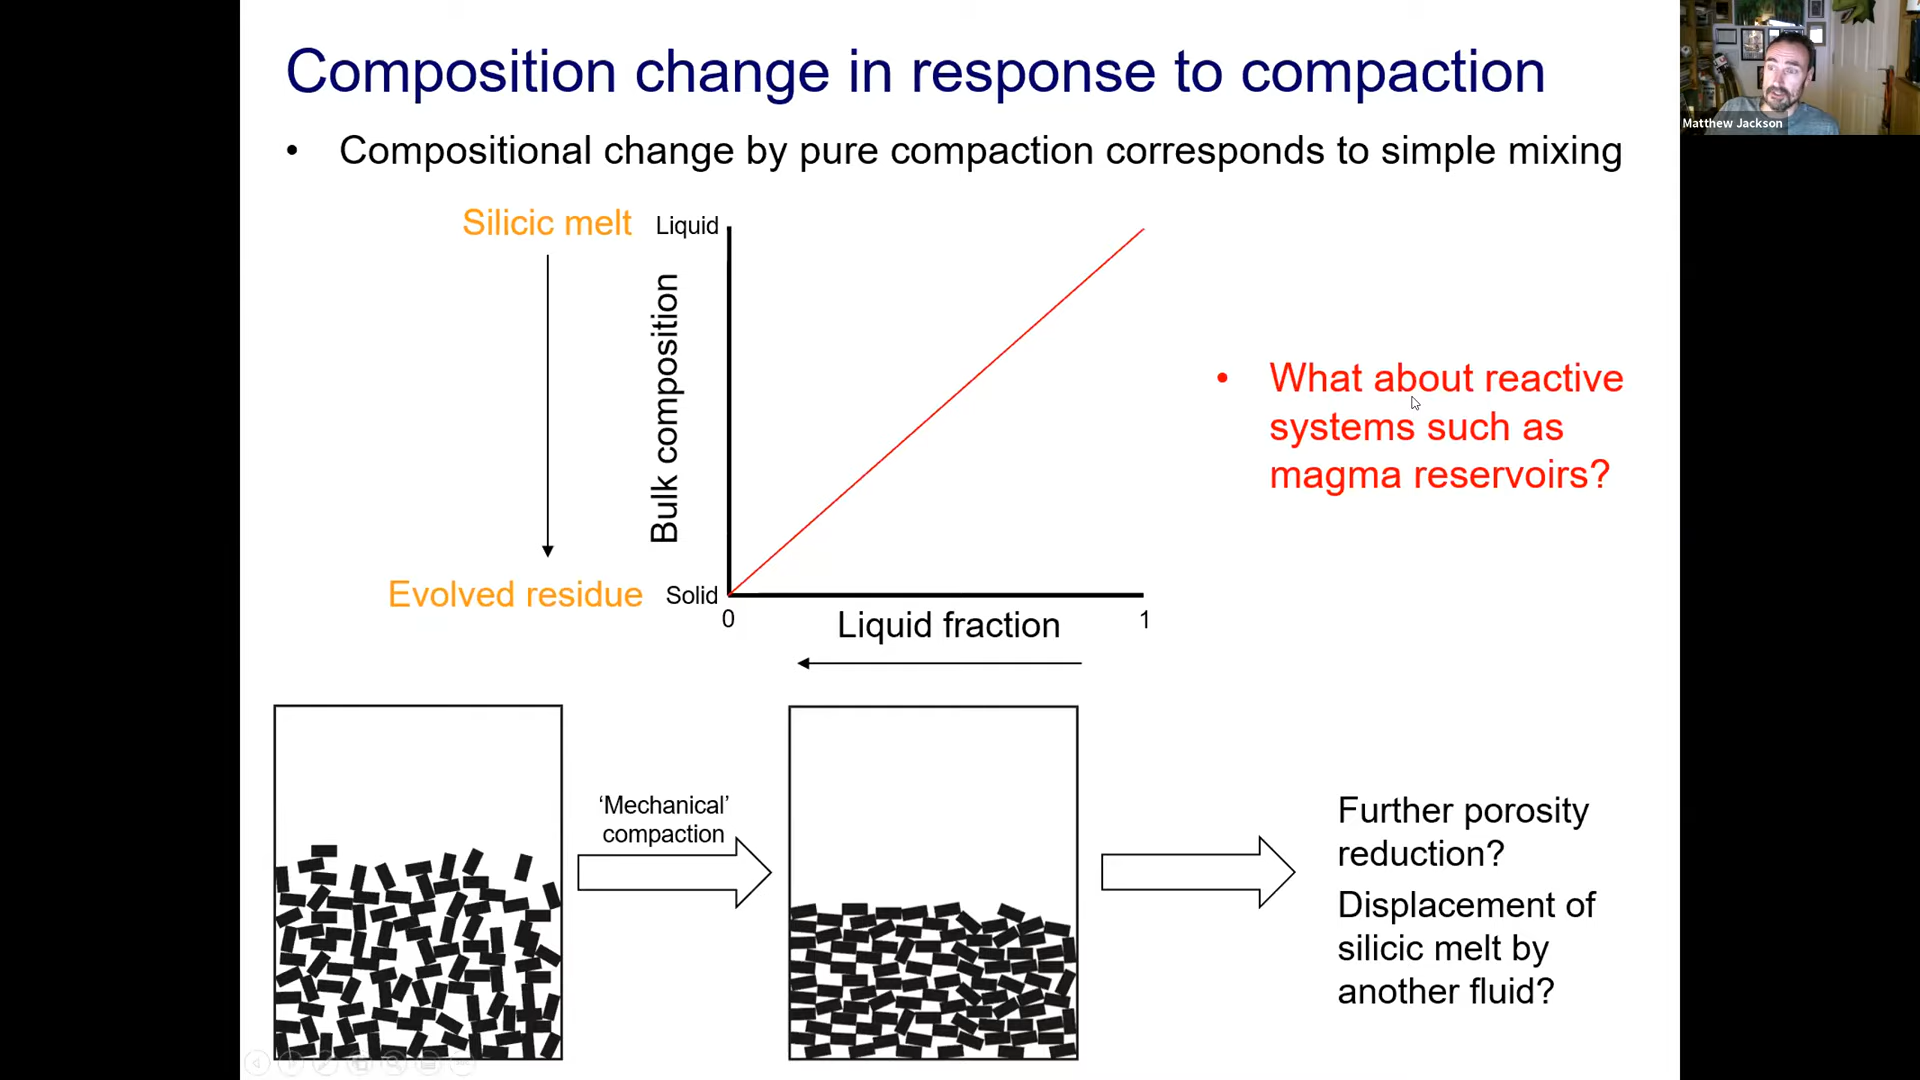 Composition change in response to compaction
Matthew Jackson
• Compositional change by pure compaction corresponds to simple mixing
Silicic melt
Liquid
Bulk composition
• What about reactive
systems such as
magma reservoirs?
Evolved residue
Solid
0
Liquid fraction
1
‘Mechanical’
compaction
Further porosity
reduction?
Displacement of
silicic melt by
another fluid?